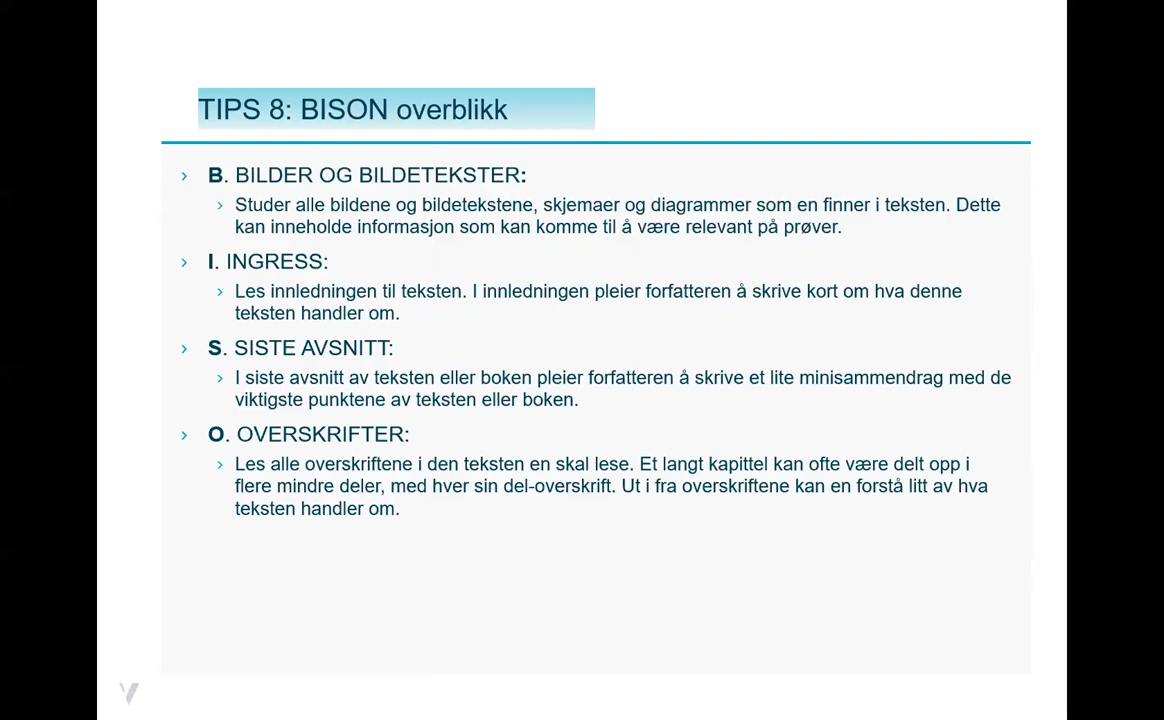 TIPS 8: BISON overblikk
› B. BILDER OG BILDETEKSTER:
› Studer alle bildene og bildetekstene, skjemaer og diagrammer som en finner i teksten. Dette
kan inneholde informasjon som kan komme til å være relevant på prøver.
› I. INGRESS:
› Les innledningen til teksten. I innledningen pleier forfatteren å skrive kort om hva denne
teksten handler om.
› S. SISTE AVSNITT:
› I siste avsnitt av teksten eller boken pleier forfatteren å skrive et lite minisammendrag med de
viktigste punktene av teksten eller boken.
› O. OVERSKRIFTER:
› Les alle overskriftene i den teksten en skal lese. Et langt kapittel kan ofte være delt opp i
flere mindre deler, med hver sin del-overskrift. Ut i fra overskriftene kan en forstå litt av hva
teksten handler om.